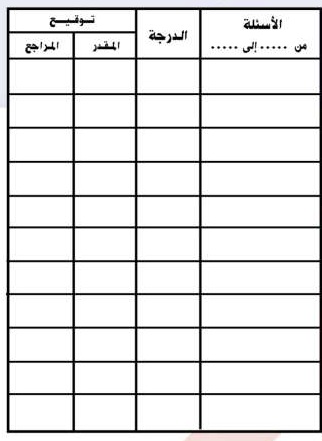 الأسئلة
من ..... إلى .....
الدرجة
توقيع
المقدر
المراجع